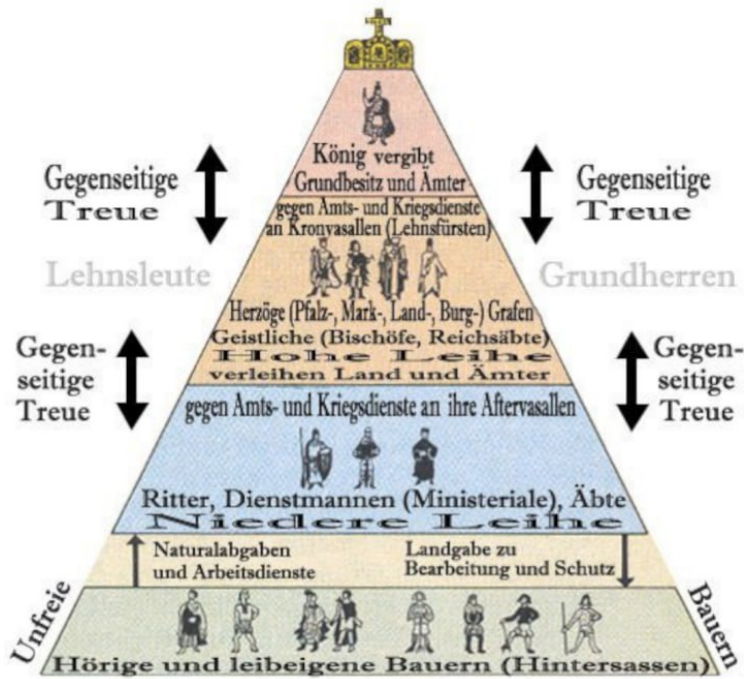 König vergibt
Grundbesitz und Ämter
Gegenseitige
Treue
Gegenseitige
Treue
gegen Amts- und Kriegsdienste
an Kronvasallen (Lehnsfürsten)
Lehnsleute
Grundherren
Herzöge (Pfalz-, Mark-, Land-, Burg-) Grafen
Geistliche (Bischöfe, Reichsäbte)
Hohe Leihe
verleihen Land und Ämter
Gegen-
seitige
Treue
Gegen-
seitige
Treue
gegen Amts- und Kriegsdienste an ihre Aftervasallen
Ritter, Dienstmannen (Ministeriale), Äbte
Niedere Leihe
Naturalabgaben
und Arbeitsdienste
Landgabe zu
Bearbeitung und Schutz
Unfreie
Bauern
Hörige und leibeigene Bauern (Hintersassen)